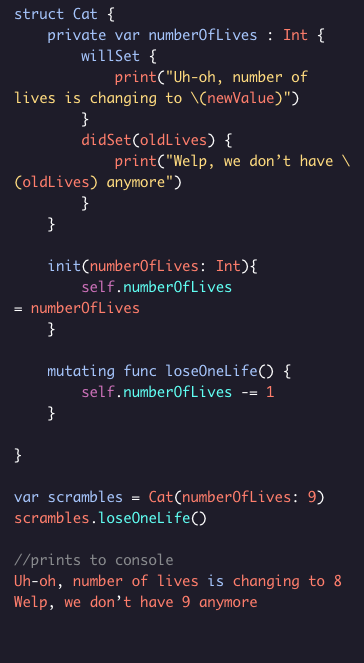 struct Cat {
    private var numberOfLives : Int {
        willSet {
            print("Uh-oh, number of
lives is changing to \(newValue)")
        }
        didSet(oldLives) {
            print("Welp, we don’t have \
(oldLives) anymore")
        }
    }

    init(numberOfLives: Int){
        self.numberOfLives
= numberOfLives
    }

    mutating func loseOneLife() {
        self.numberOfLives -= 1
    }

}

var scrambles = Cat(numberOfLives: 9)
scrambles.loseOneLife()

//prints to console
Uh-oh, number of lives is changing to 8
Welp, we don’t have 9 anymore